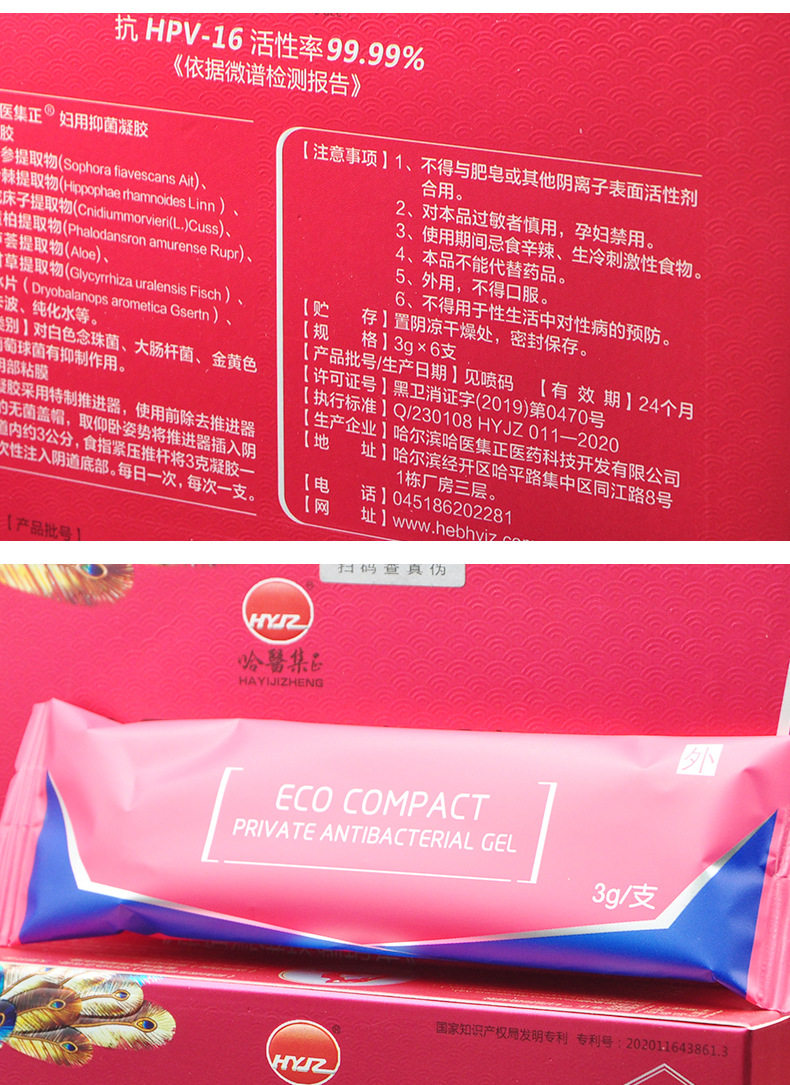 抗 HPV-16 活性率99.99%
《依据微谱检测报告》
医集正® 妇用抑菌凝胶
胶
参提取物(Sophora fiavescans Ait)、
棘提取物(Hippophae rhamnoides Linn )、
床子提取物(Cnidiummorvieri(L.)Cuss)、
柏提取物(Phalodansron amurense Rupr)、
芦荟提取物(Aloe)、
甘草提取物(Glycyrrhiza uralensis Fisch )、
冰片(Dryobalanops arometica Gsertn )、
卡波、纯化水等。
类别】对白色念珠菌、大肠杆菌、金黄色
葡萄球菌有抑制作用。
阴部粘膜
凝胶采用特制推进器，使用前除去推进器
的无菌盖帽，取仰卧姿势将推进器插入阴
道内约3公分，食指紧压推杆将3克凝胶一
次性注入阴道底部。每日一次，每次一支。
【产品批号】
【注意事项】1、不得与肥皂或其他阴离子表面活性剂
合用。
2、对本品过敏者慎用，孕妇禁用。
3、使用期间忌食辛辣、生冷刺激性食物。
4、本品不能代替药品。
5、外用，不得口服。
6、不得用于性生活中对性病的预防。
【贮 存】置阴凉干燥处，密封保存。
【规 格】3g×6支
【产品批号/生产日期】见喷码 【有 效 期】24个月
【许可证号】黑卫消证字(2019)第0470号
【执行标准】Q/230108 HYJZ 011—2020
【生产企业】哈尔滨哈医集正医药科技开发有限公司
【地 址】哈尔滨经开区哈平路集中区同江路8号
1栋厂房三层。
【电 话】045186202281
【网 址】www.hebhyjz.com
扫码查真伪
HYJZ®
哈醫集正
HAYIJIZHENG
外
ECO COMPACT
PRIVATE ANTIBACTERIAL GEL
3g/支
国家知识产权局发明专利 专利号：202011643861.3
HYJZ®